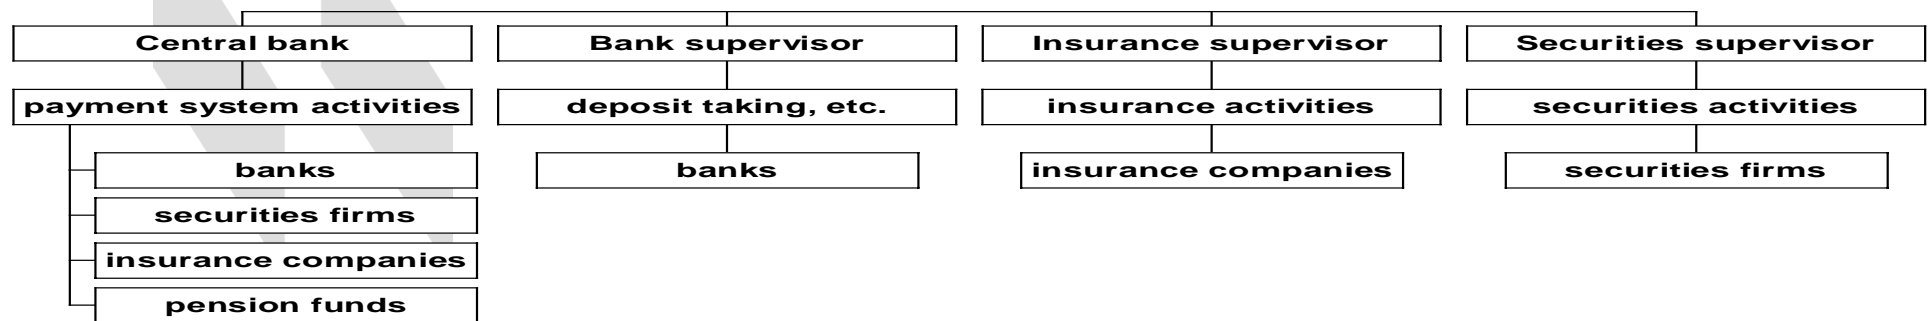 Central bank
Bank supervisor
Insurance supervisor
Securities supervisor
payment system activities
deposit taking, etc.
insurance activities
securities activities
banks
banks
insurance companies
securities firms
securities firms
insurance companies
pension funds